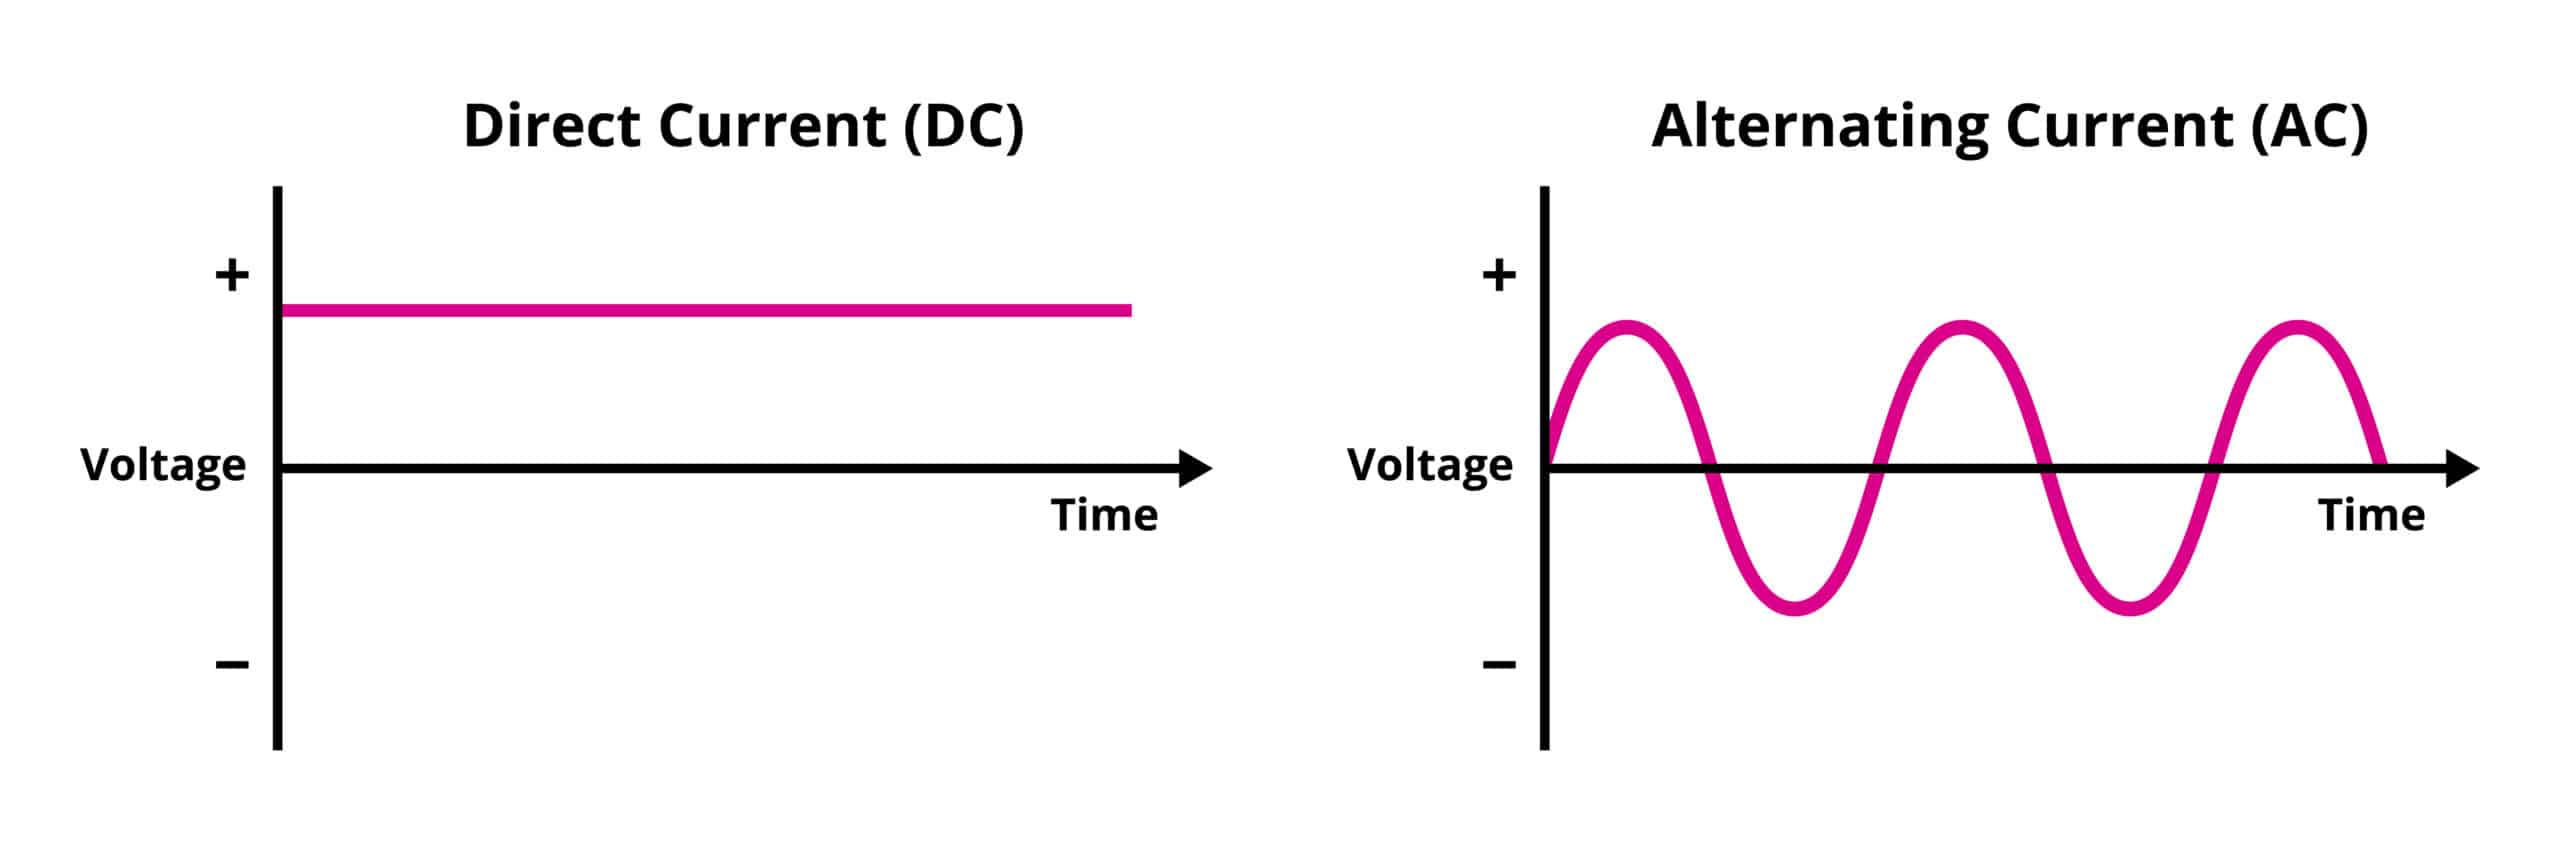 Direct Current (DC)
+
Voltage
Time
−
Alternating Current (AC)
+
Voltage
Time
−